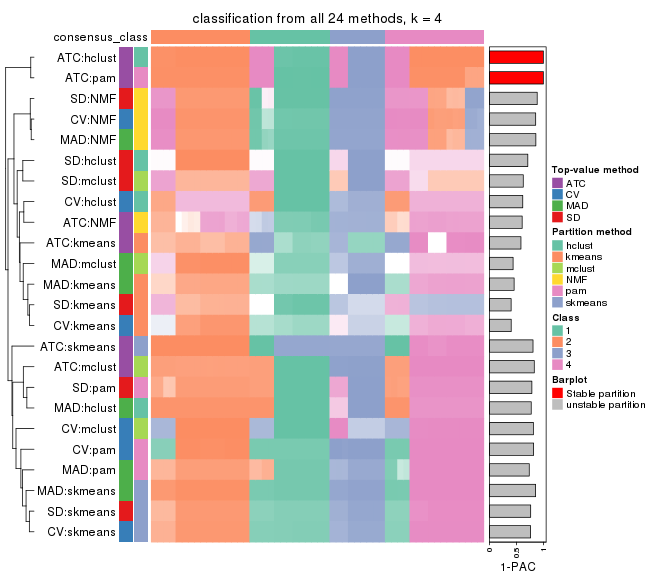 classification from all 24 methods, k = 4
consensus_class
ATC:hclust
ATC:pam
SD:NMF
CV:NMF
MAD:NMF
SD:hclust
SD:mclust
CV:hclust
ATC:NMF
ATC:kmeans
MAD:mclust
MAD:kmeans
SD:kmeans
CV:kmeans
ATC:skmeans
ATC:mclust
SD:pam
MAD:hclust
CV:mclust
CV:pam
MAD:pam
MAD:skmeans
SD:skmeans
CV:skmeans
0
0.5
1
1-PAC
Top-value method
ATC
CV
MAD
SD
Partition method
hclust
kmeans
mclust
NMF
pam
skmeans
Class
1
2
3
4
Barplot
Stable partition
unstable partition